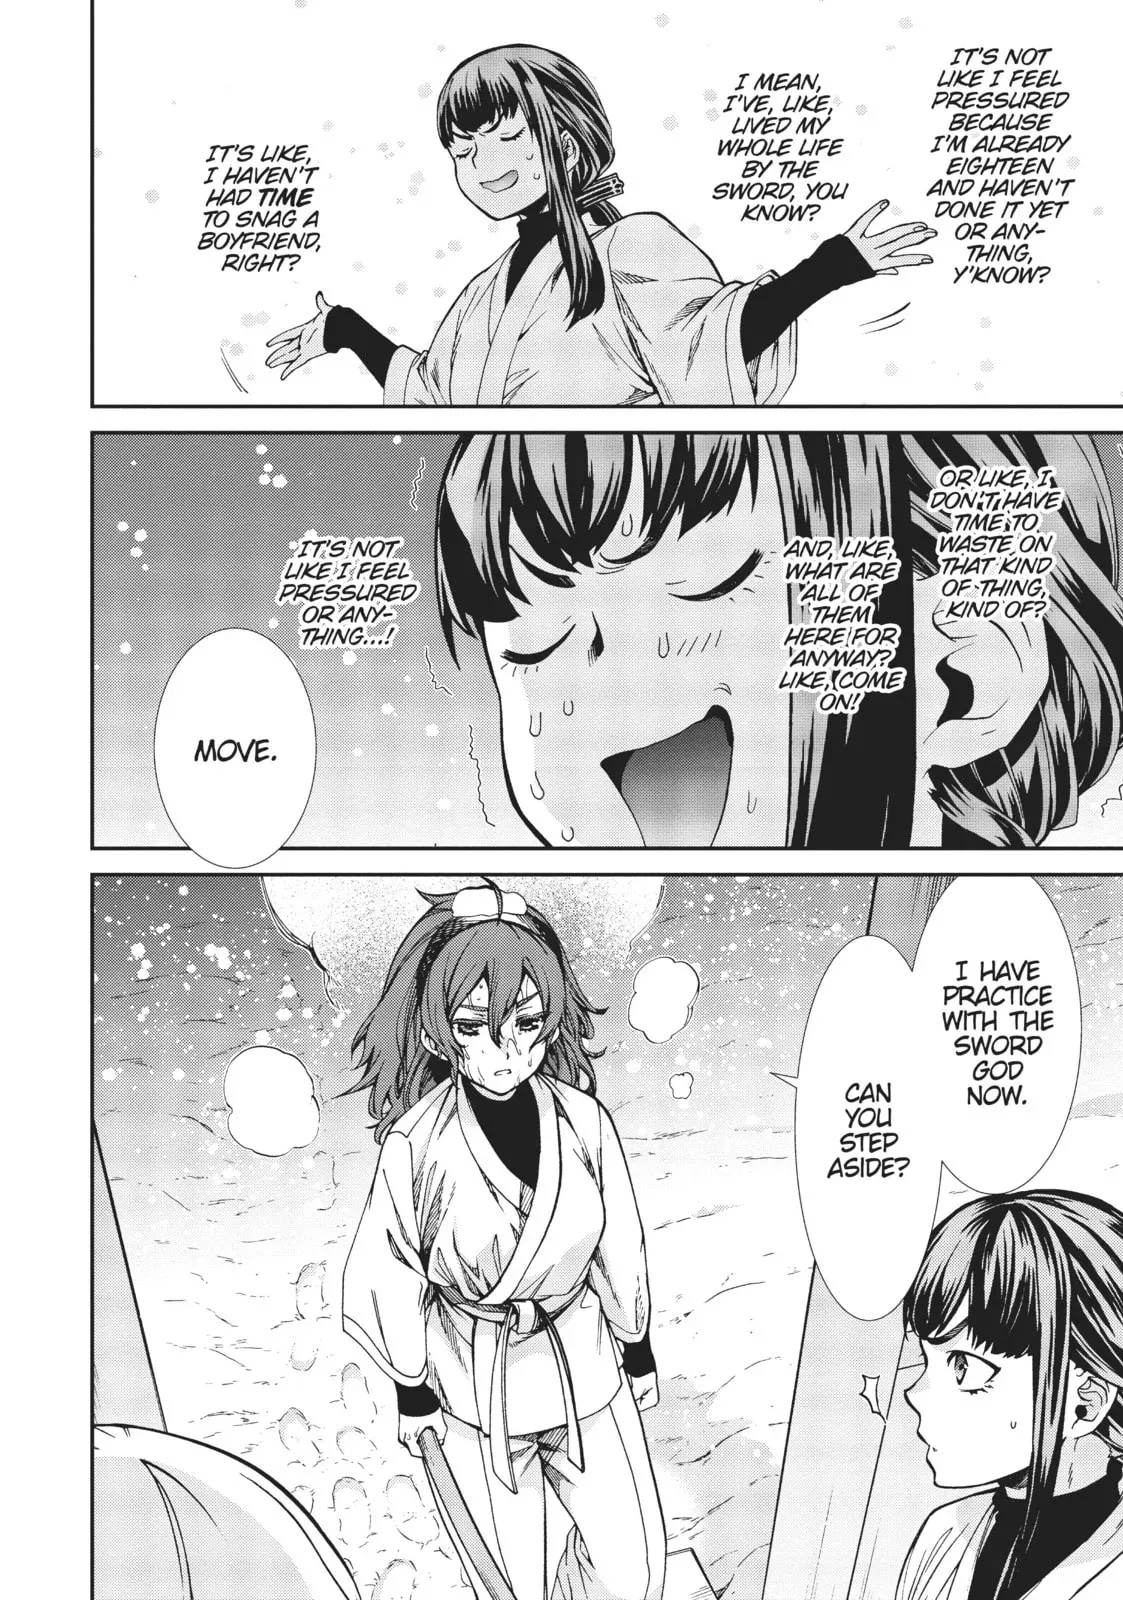 IT'S NOT
LIKE I FEEL
PRESSURED
BECAUSE
I'M ALREADY
EIGHTEEN
AND HAVEN'T
DONE IT YET
OR ANY-
THING,
Y'KNOW?
I MEAN,
I'VE, LIKE,
LIVED MY
WHOLE LIFE
BY THE
SWORD, YOU
KNOW?
IT'S LIKE,
I HAVEN'T
HAD TIME
TO SNAG A
BOYFRIEND,
RIGHT?
OR LIKE, I
DON'T HAVE
TIME TO
WASTE ON
THAT KIND
OF THING,
KIND OF?
AND, LIKE,
WHAT ARE
ALL OF
THEM
HERE FOR
ANYWAY?
LIKE, COME
ON!
IT'S NOT
LIKE I FEEL
PRESSURED
OR ANY-
THING...!
MOVE.
I HAVE
PRACTICE
WITH THE
SWORD
GOD
NOW.
CAN
YOU
STEP
ASIDE?